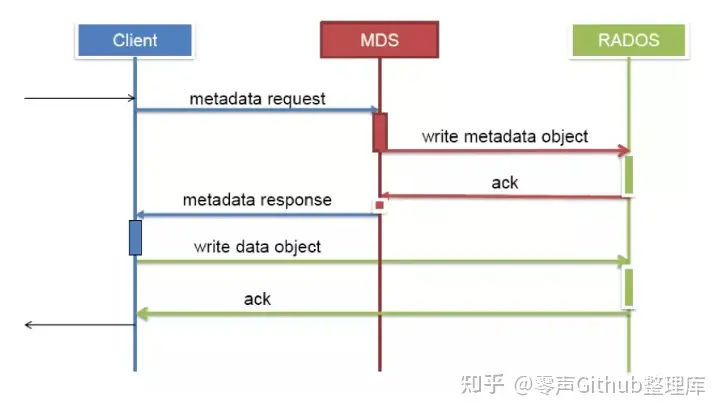 Client
MDS
RADOS
metadata request
write metadata object
ack
metadata response
write data object
ack
知乎 @零声Github整理库